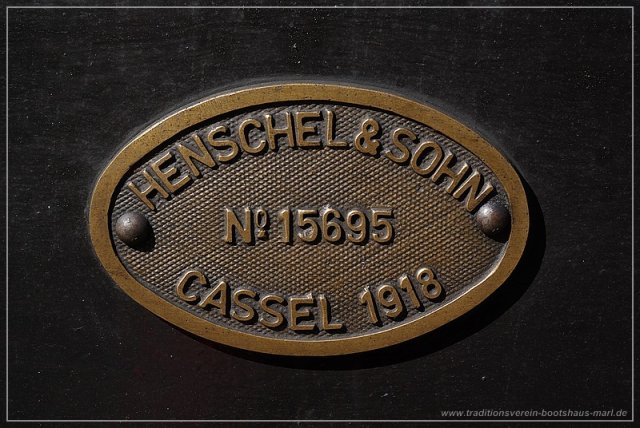 HENSCHEL & SOHN
Nº 15695
CASSEL 1918
www.traditionsverein-bootshaus-marl.de